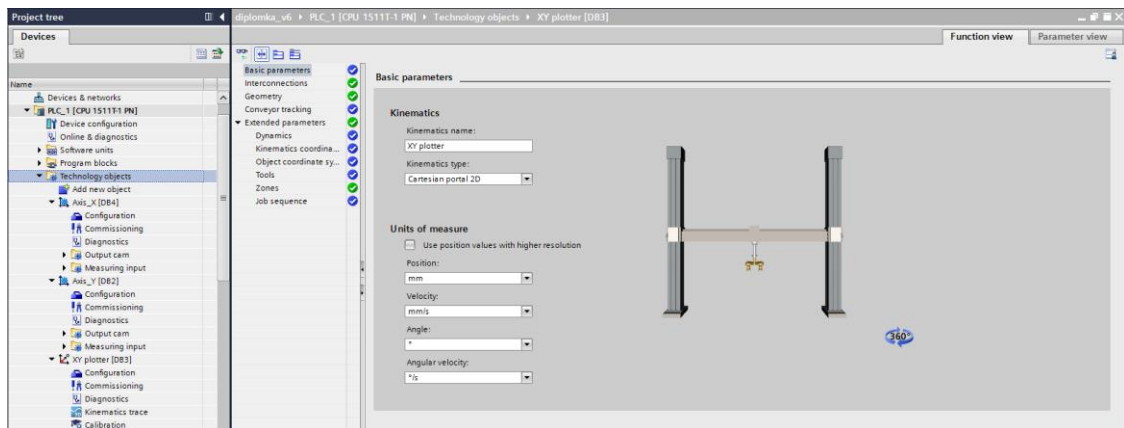 Project tree
diplomka_v6 ▸ PLC_1 [CPU 1511T-1 PN] ▸ Technology objects ▸ XY plotter [DB3]
Devices
Function view
Parameter view
Name
Devices & networks
PLC_1 [CPU 1511T-1 PN]
Device configuration
Online & diagnostics
Software units
Program blocks
Technology objects
Add new object
Axis_X [DB4]
Configuration
Commissioning
Diagnostics
Output cam
Measuring input
Axis_Y [DB2]
Configuration
Commissioning
Diagnostics
Output cam
Measuring input
XY plotter [DB3]
Configuration
Commissioning
Diagnostics
Kinematics trace
Calibration
Basic parameters
Interconnections
Geometry
Conveyor tracking
Extended parameters
Dynamics
Kinematics coordina...
Object coordinate sy...
Tools
Zones
Job sequence
Basic parameters
Kinematics
Kinematics name:
XY plotter
Kinematics type:
Cartesian portal 2D
Units of measure
Use position values with higher resolution
Position:
mm
Velocity:
mm/s
Angle:
°
Angular velocity:
°/s
360°